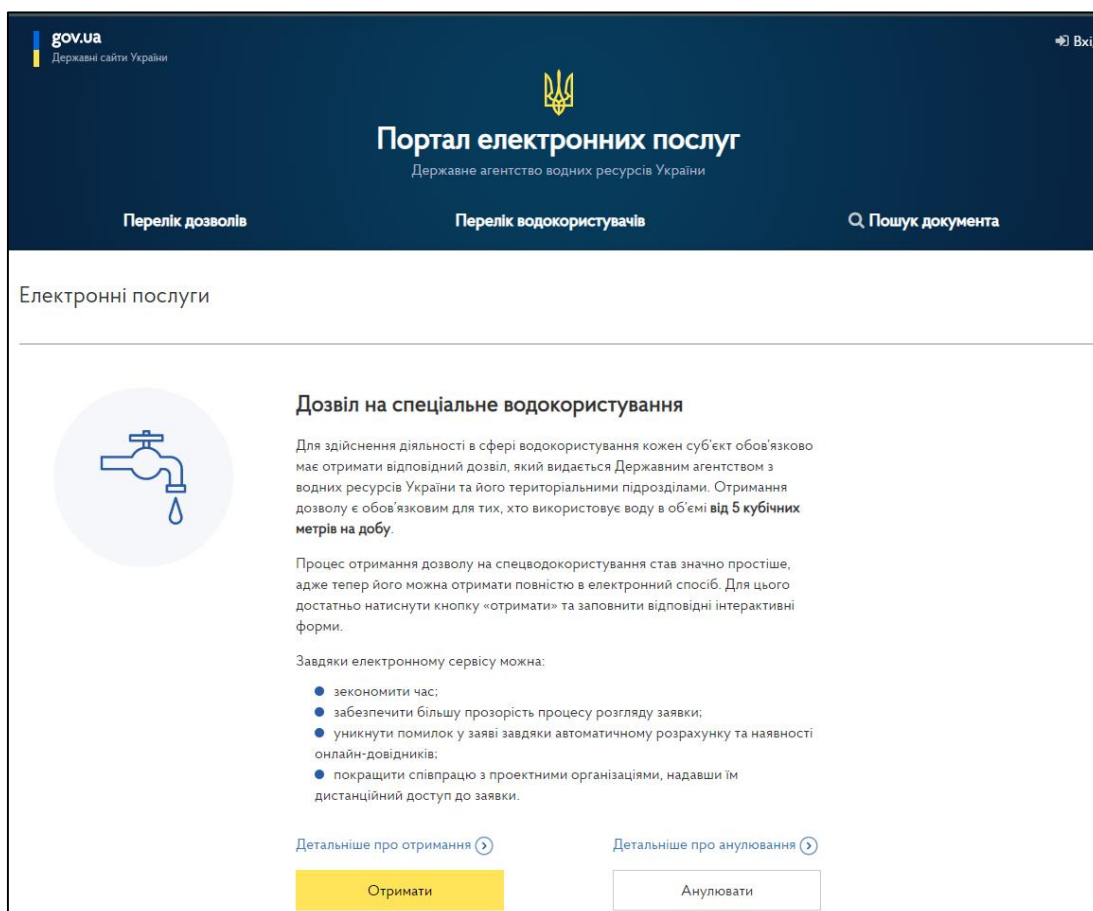 gov.ua
Державні сайти України
Портал електронних послуг
Державне агентство водних ресурсів України
Перелік дозволів
Перелік водокористувачів
Пошук документа
Електронні послуги
Дозвіл на спеціальне водокористування
Для здійснення діяльності в сфері водокористування кожен суб'єкт обов'язково
має отримати відповідний дозвіл, який видається Державним агентством з
водних ресурсів України та його територіальними підрозділами. Отримання
дозволу є обов'язковим для тих, хто використовує воду в об'ємі від 5 кубічних
метрів на добу.
Процес отримання дозволу на спецводокористування став значно простіше,
адже тепер його можна отримати повністю в електронний спосіб. Для цього
достатньо натиснути кнопку «отримати» та заповнити відповідні інтерактивні
форми.
Завдяки електронному сервісу можна:
зекономити час;
забезпечити більшу прозорість процесу розгляду заявки;
уникнути помилок у заяві завдяки автоматичному розрахунку та наявності
онлайн-довідників;
покращити співпрацю з проектними організаціями, надавши їм
дистанційний доступ до заявки.
Детальніше про отримання
Детальніше про анулювання
Отримати
Анулювати